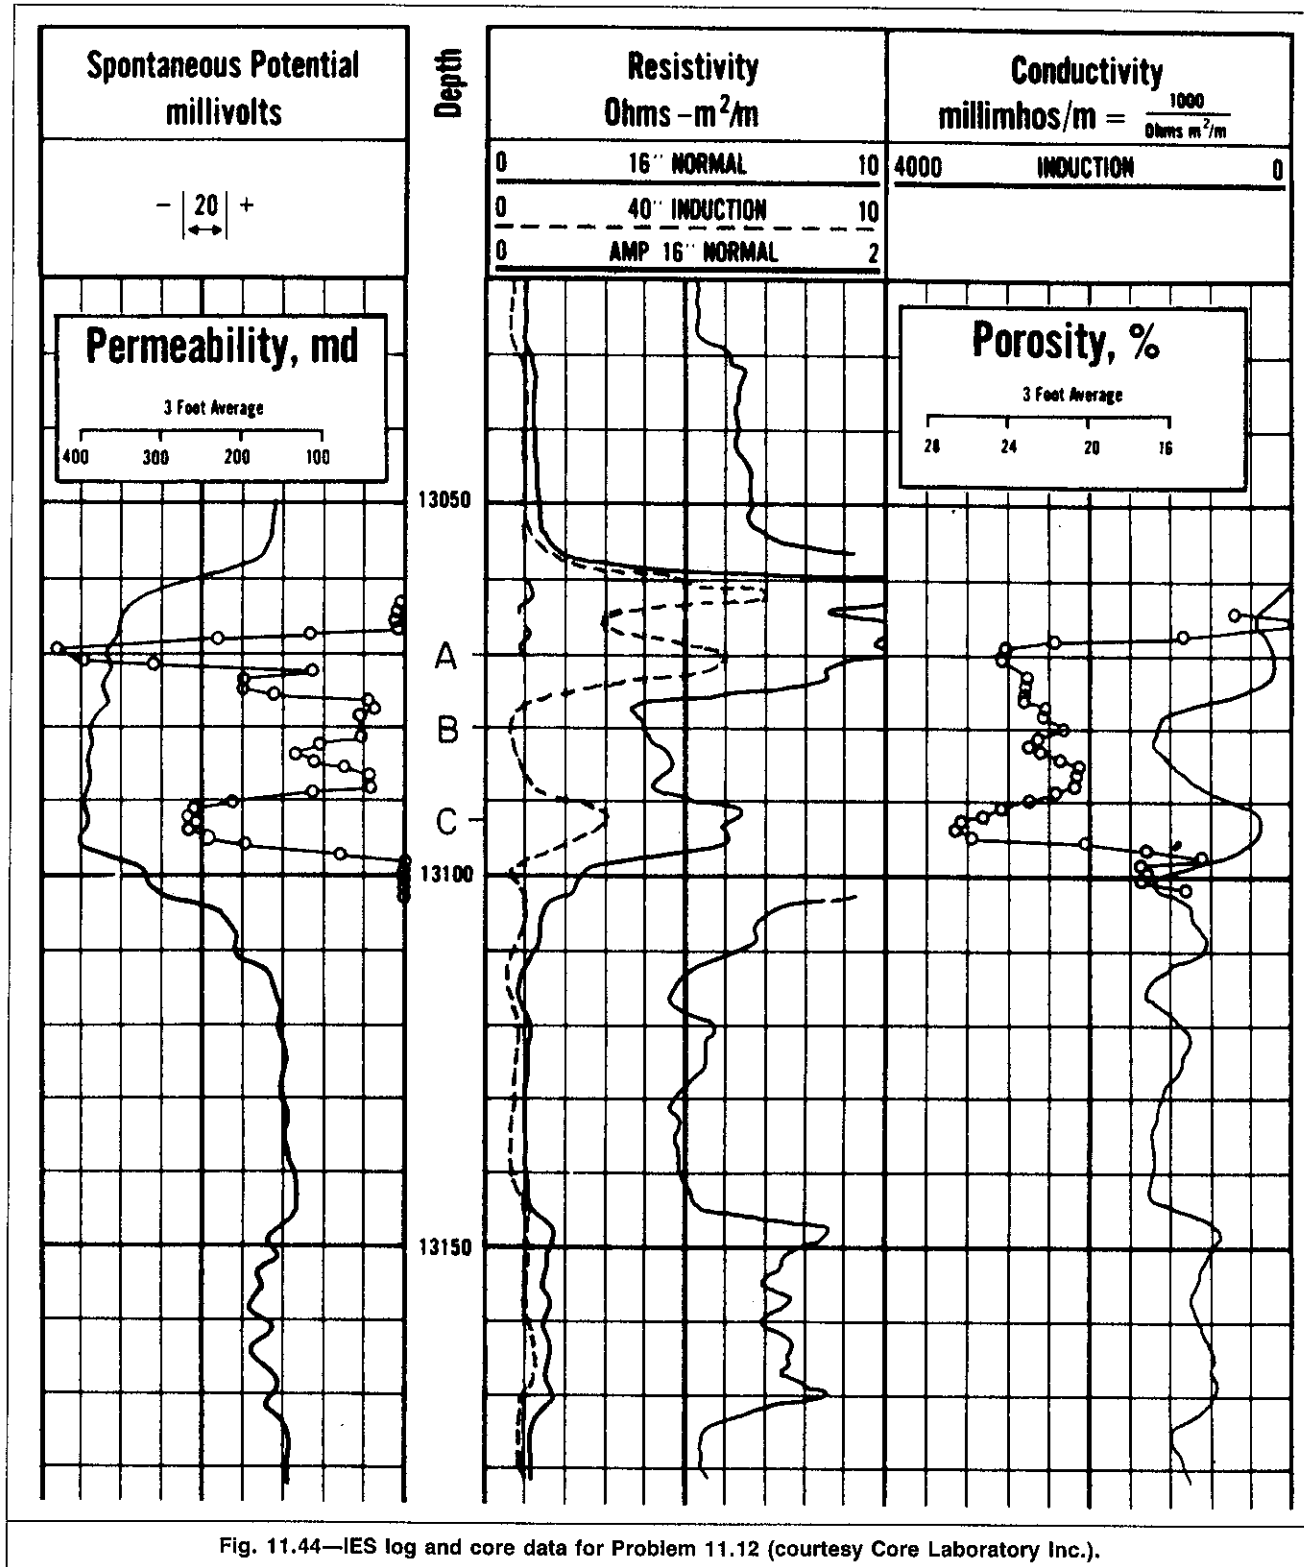 Spontaneous Potential
millivolts
- |20| +
Depth
Resistivity
Ohms-m²/m
0 16'' NORMAL 10
0 40'' INDUCTION 10
0 AMP 16'' NORMAL 2
Conductivity
millimhos/m = 1000
Ohms m²/m
4000 INDUCTION 0
Permeability, md
3 Foot Average
400 300 200 100
Porosity, %
3 Foot Average
28 24 20 16
13050
A
B
C
13100
13150
Fig. 11.44—IES log and core data for Problem 11.12 (courtesy Core Laboratory Inc.).